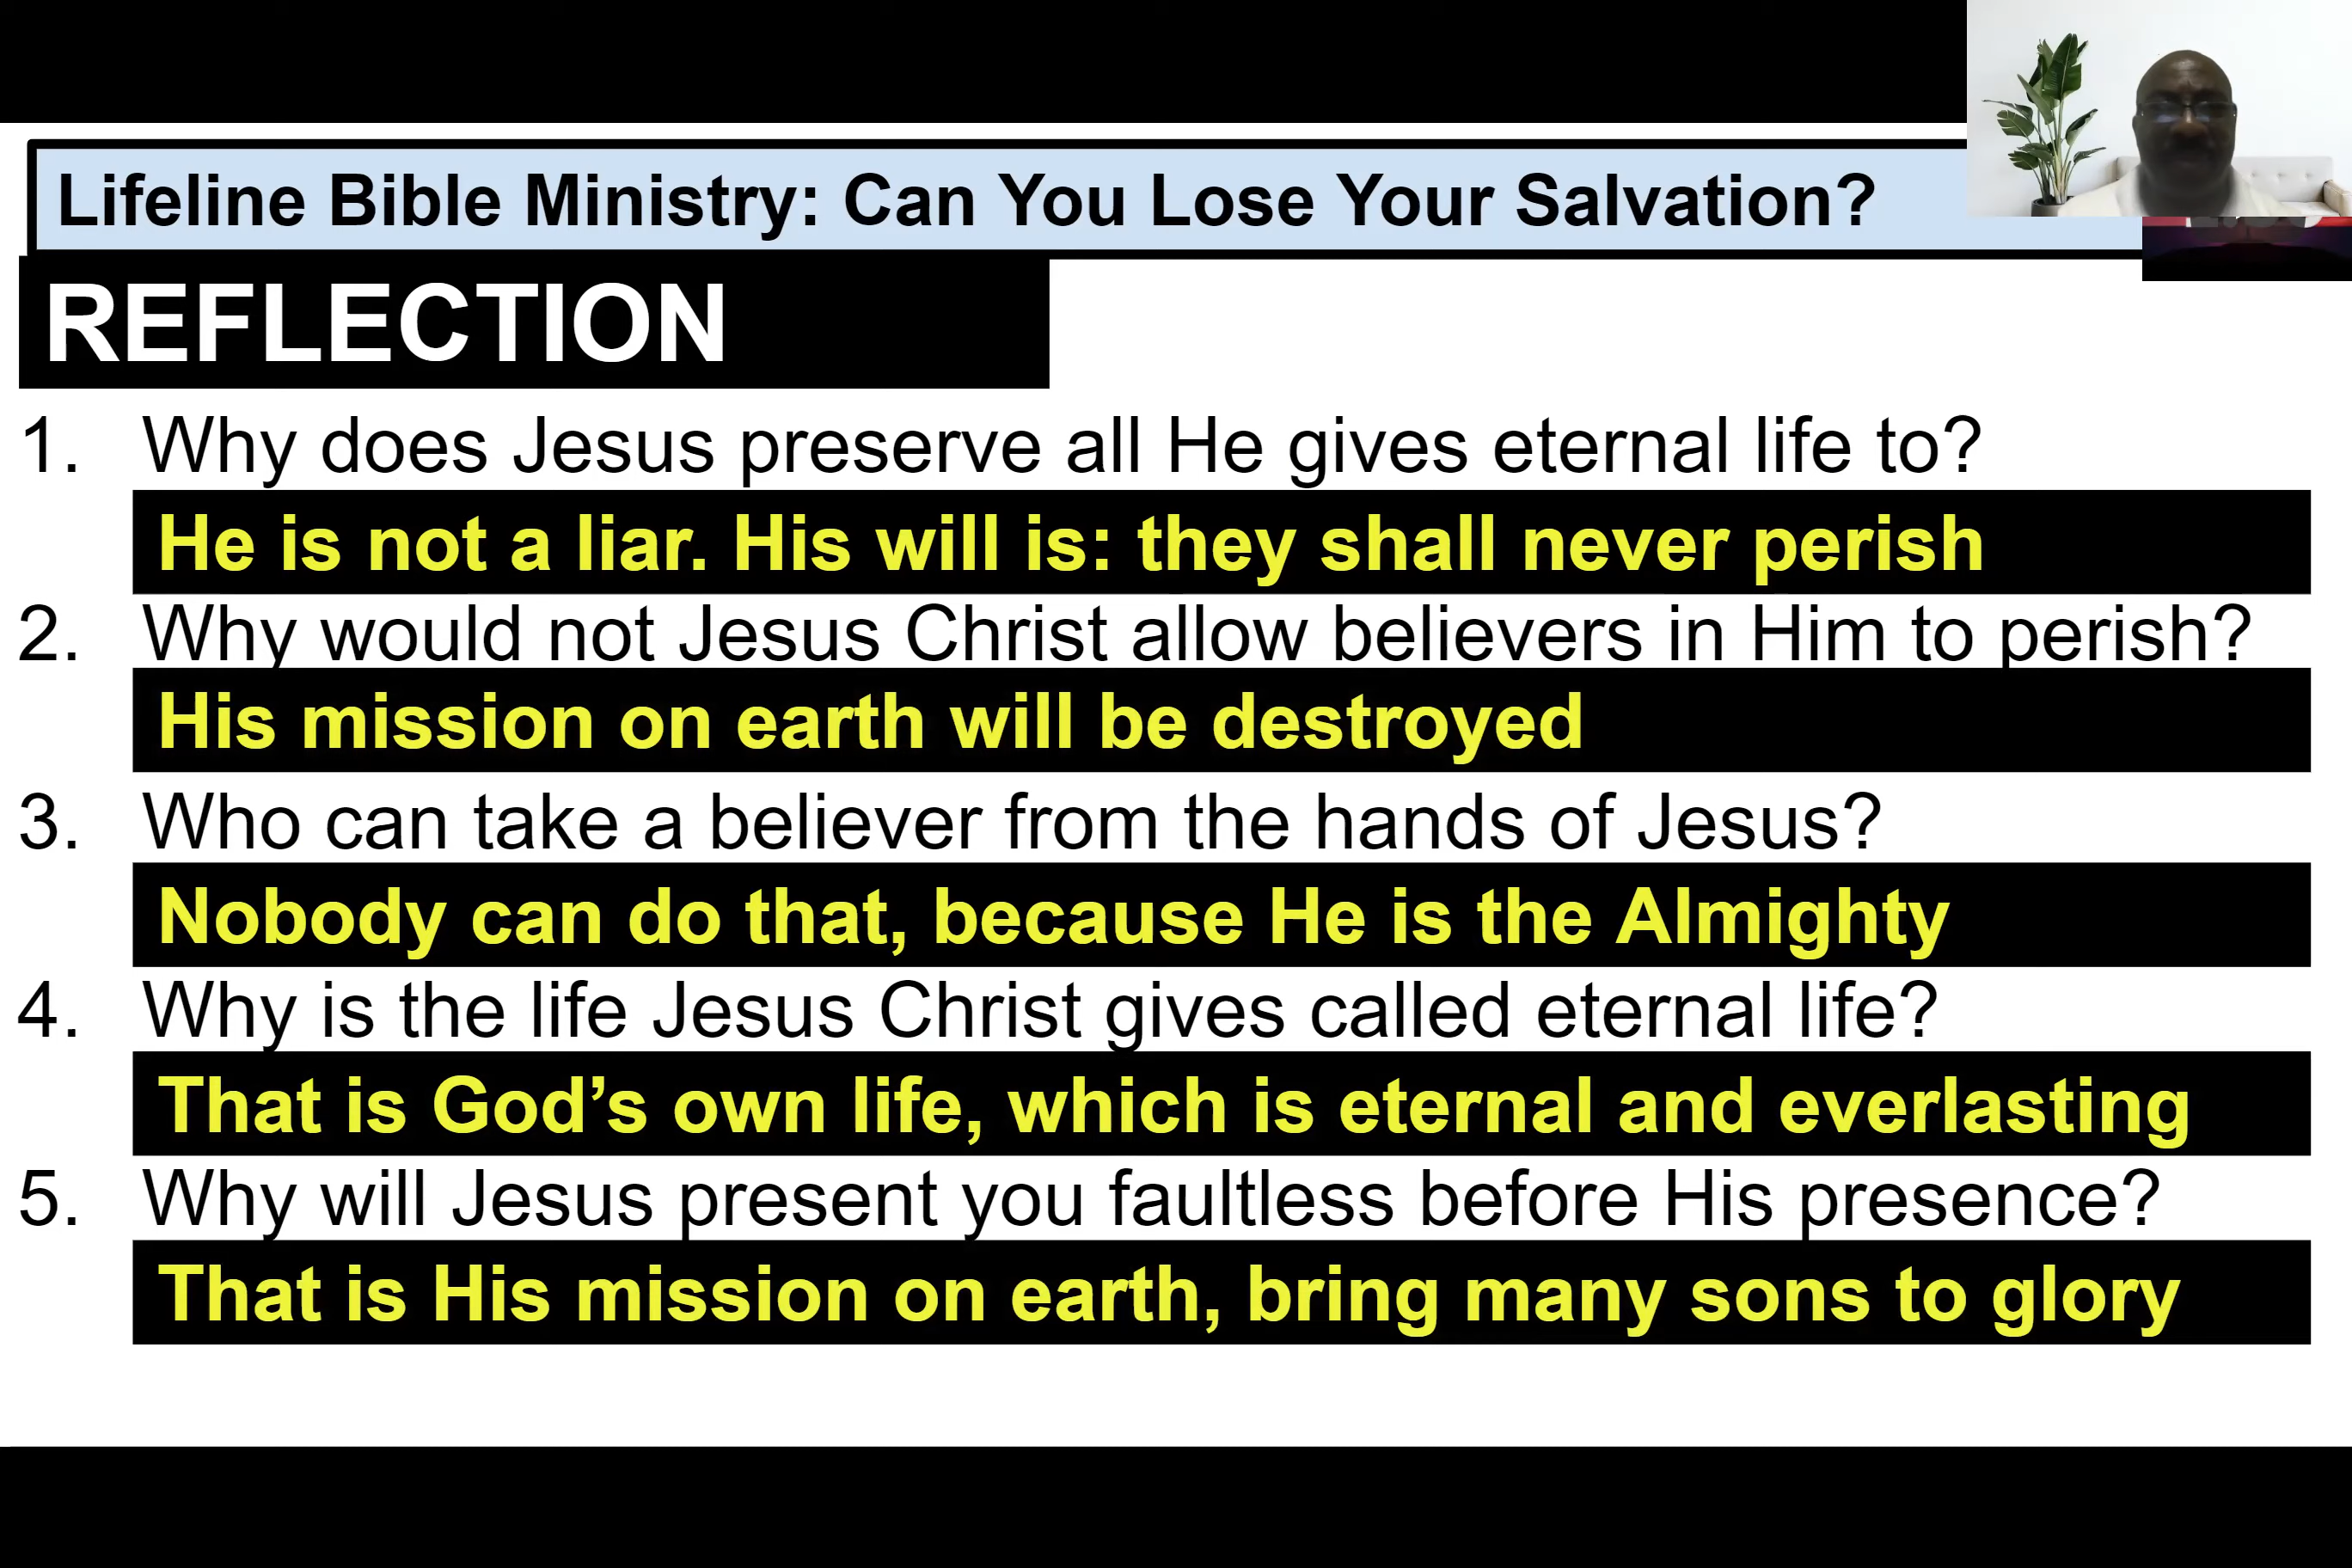 Lifeline Bible Ministry: Can You Lose Your Salvation?
REFLECTION
1. Why does Jesus preserve all He gives eternal life to?
He is not a liar. His will is: they shall never perish
2. Why would not Jesus Christ allow believers in Him to perish?
His mission on earth will be destroyed
3. Who can take a believer from the hands of Jesus?
Nobody can do that, because He is the Almighty
4. Why is the life Jesus Christ gives called eternal life?
That is God’s own life, which is eternal and everlasting
5. Why will Jesus present you faultless before His presence?
That is His mission on earth, bring many sons to glory